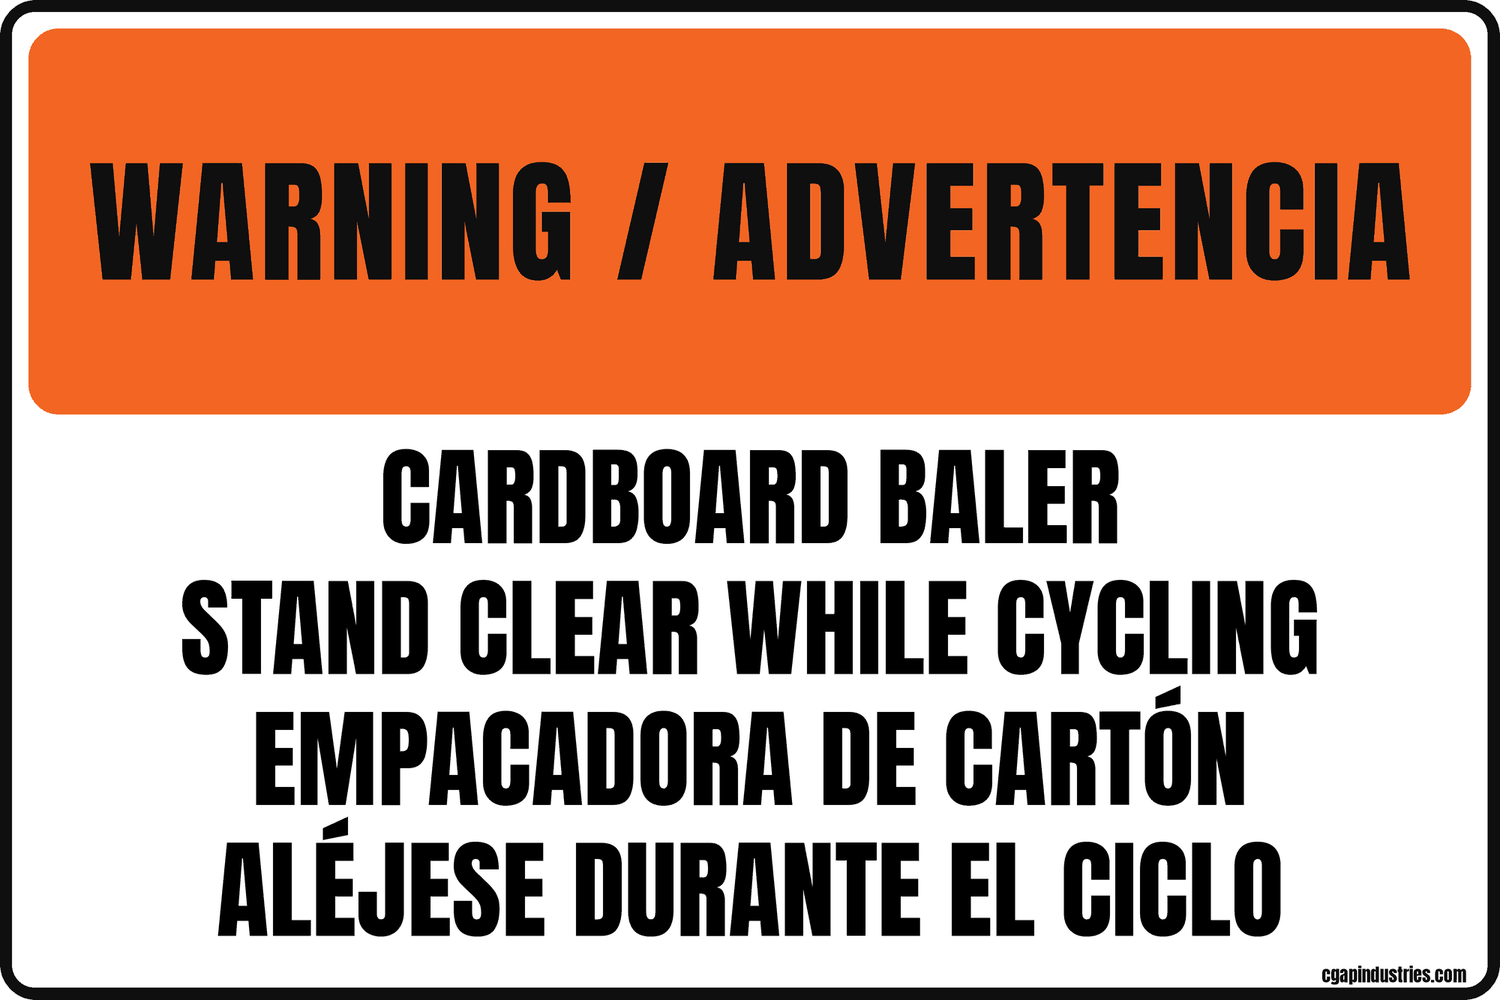 WARNING / ADVERTENCIA
CARDBOARD BALER
STAND CLEAR WHILE CYCLING
EMPACADORA DE CARTÓN
ALÉJESE DURANTE EL CICLO
cgapindustries.com